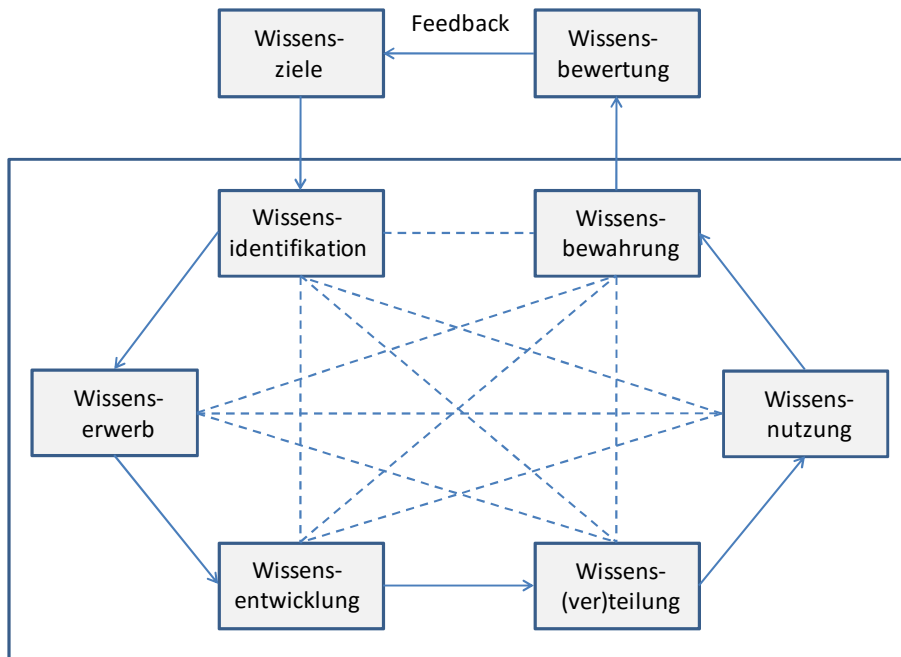 Wissens-
ziele
Feedback
Wissens-
bewertung
Wissens-
identifikation
Wissens-
bewahrung
Wissens-
erwerb
Wissens-
nutzung
Wissens-
entwicklung
Wissens-
(ver)teilung